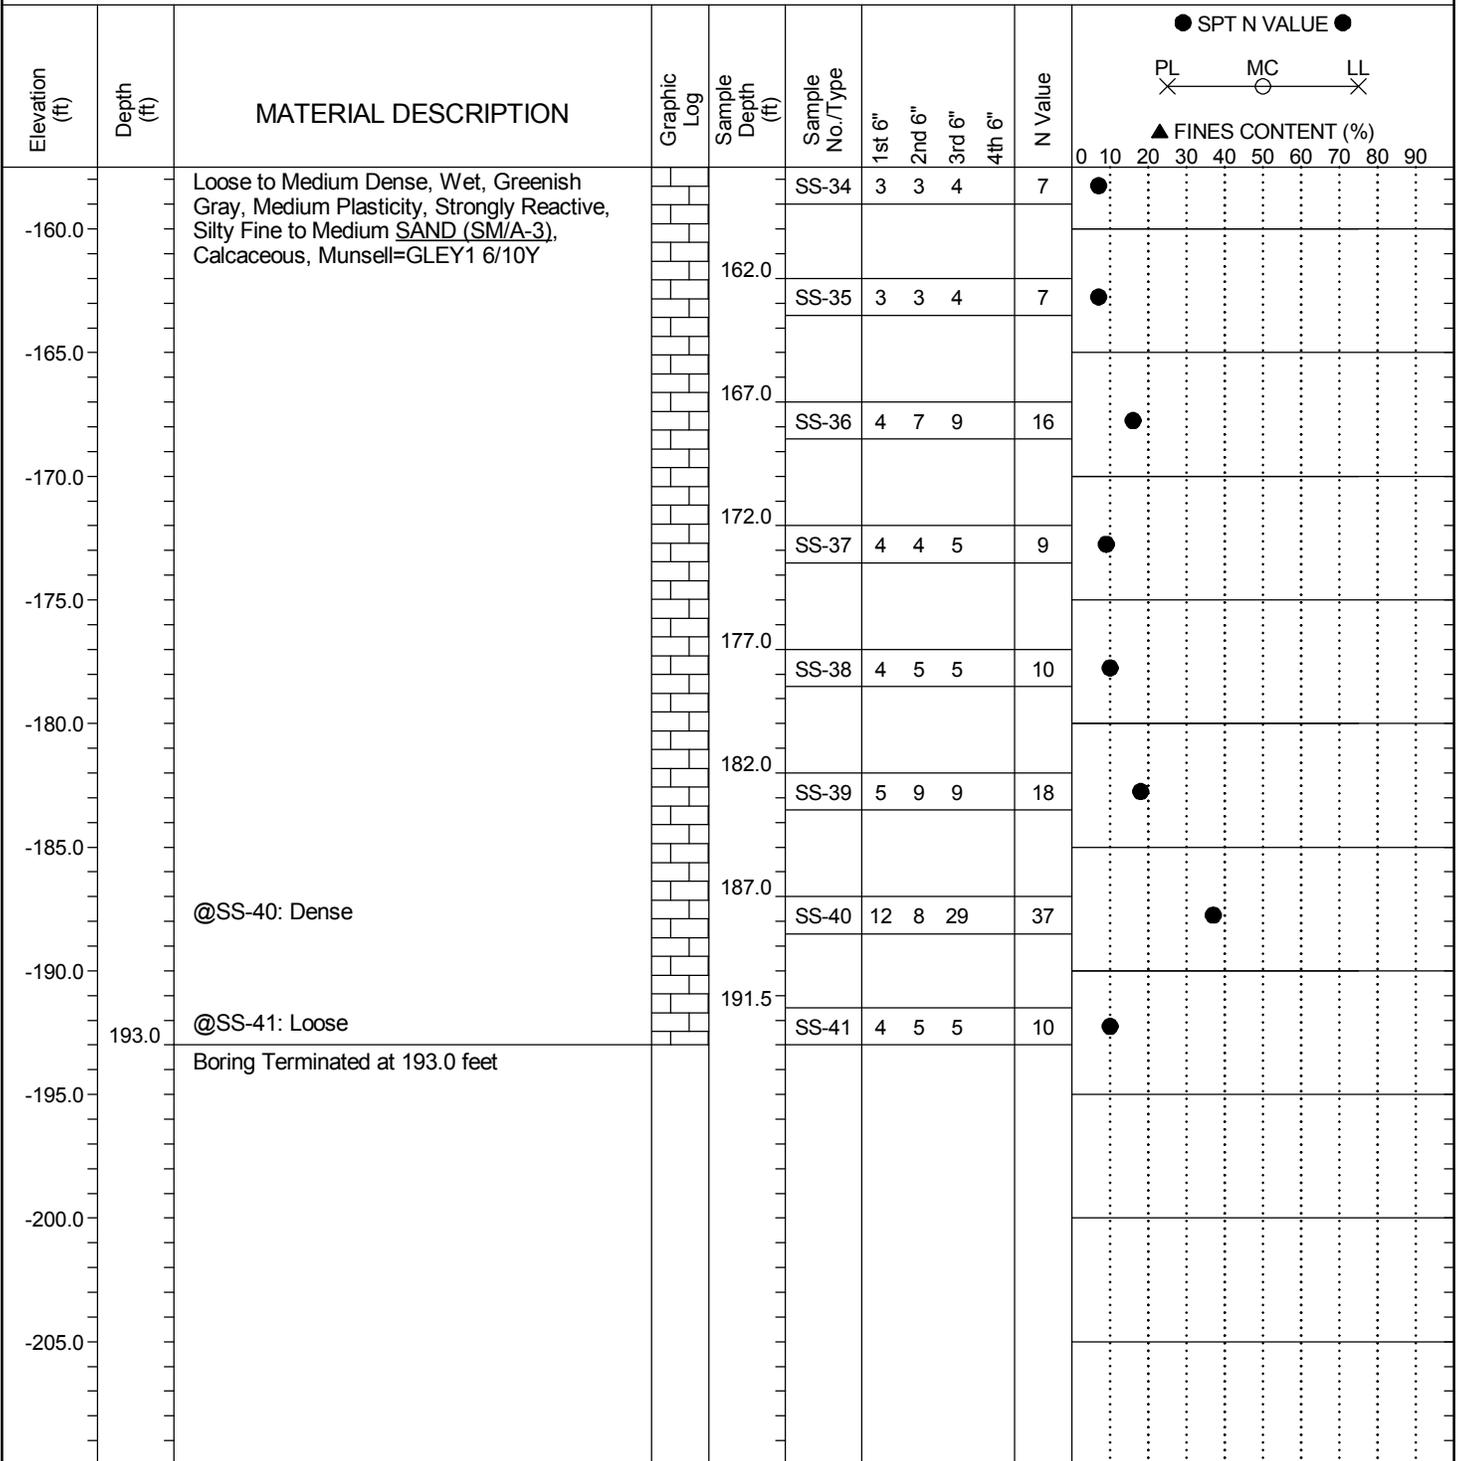 ● SPT N VALUE ●
PL MC LL
▲ FINES CONTENT (%)
0 10 20 30 40 50 60 70 80 90
Elevation (ft)
Depth (ft)
MATERIAL DESCRIPTION
Graphic Log
Sample Depth (ft)
Sample No./Type
1st 6"
2nd 6"
3rd 6"
4th 6"
N Value
Loose to Medium Dense, Wet, Greenish
Gray, Medium Plasticity, Strongly Reactive,
Silty Fine to Medium SAND (SM/A-3),
Calcaceous, Munsell=GLEY1 6/10Y
SS-34 3 3 4 7
-160.0
162.0
SS-35 3 3 4 7
-165.0
167.0
SS-36 4 7 9 16
-170.0
172.0
SS-37 4 4 5 9
-175.0
177.0
SS-38 4 5 5 10
-180.0
182.0
SS-39 5 9 9 18
-185.0
187.0
@SS-40: Dense
SS-40 12 8 29 37
-190.0
191.5
@SS-41: Loose
SS-41 4 5 5 10
193.0
Boring Terminated at 193.0 feet
-195.0
-200.0
-205.0